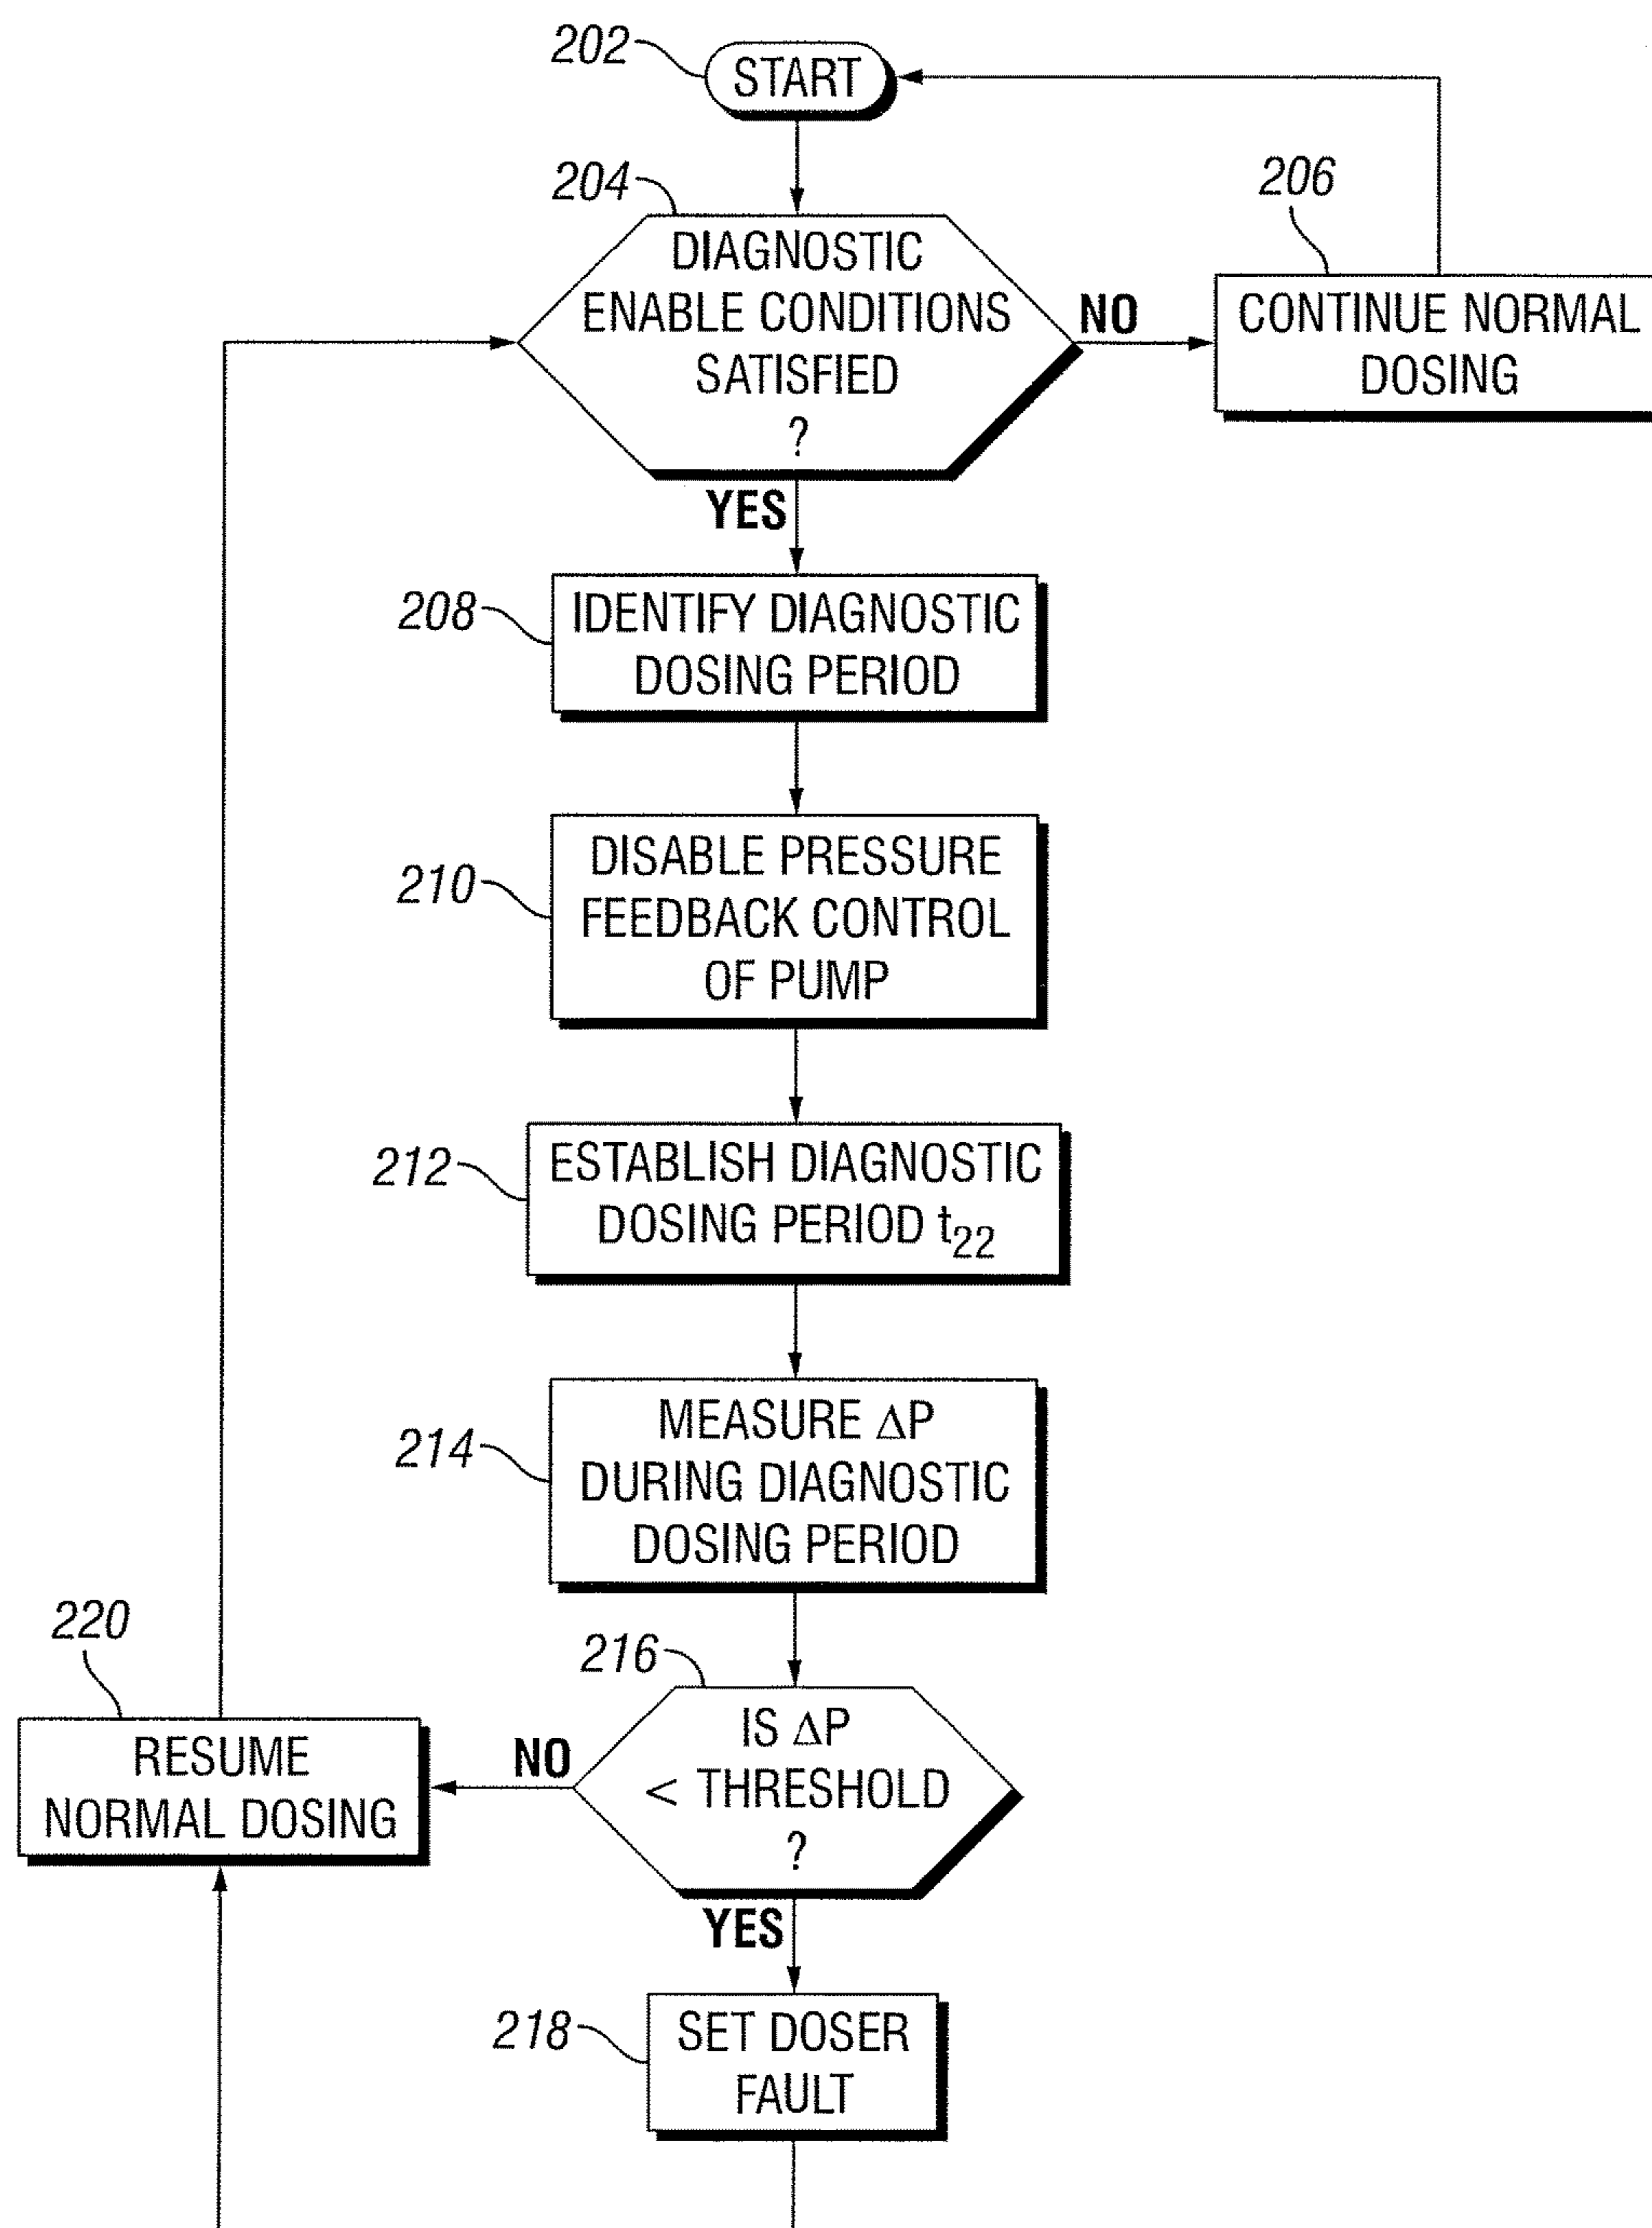 202
START
204
DIAGNOSTIC
ENABLE CONDITIONS
SATISFIED
?
NO
206
CONTINUE NORMAL
DOSING
YES
208
IDENTIFY DIAGNOSTIC
DOSING PERIOD
210
DISABLE PRESSURE
FEEDBACK CONTROL
OF PUMP
212
ESTABLISH DIAGNOSTIC
DOSING PERIOD t22
214
MEASURE ΔP
DURING DIAGNOSTIC
DOSING PERIOD
216
IS ΔP
< THRESHOLD
?
NO
220
RESUME
NORMAL DOSING
YES
218
SET DOSER
FAULT